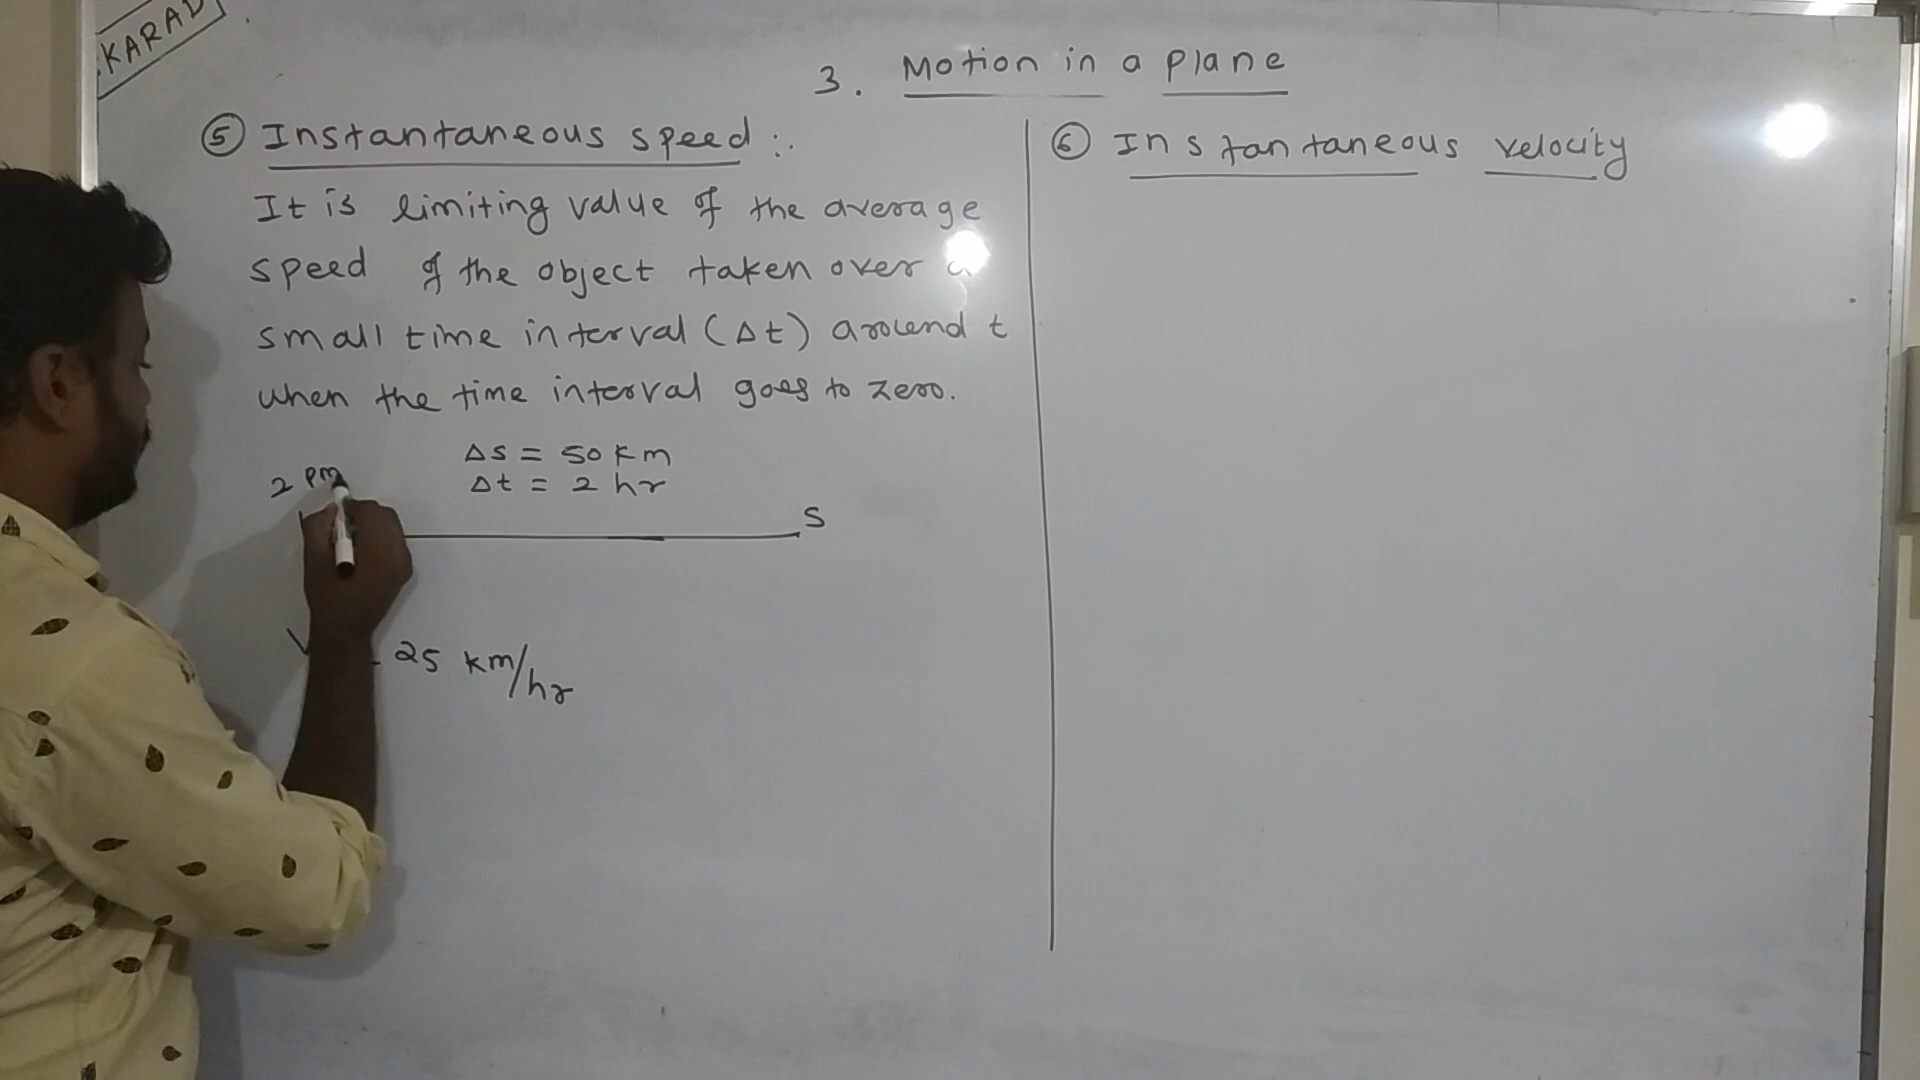 KARAD
3. Motion in a plane
⑤ Instantaneous speed :.
It is limiting value of the average
speed of the object taken over a
small time interval (Δt) around t
when the time interval goes to zero.
Δs = 50 km
2 pm
Δt = 2 hr
S
25 km/hr
⑥ Instantaneous velocity